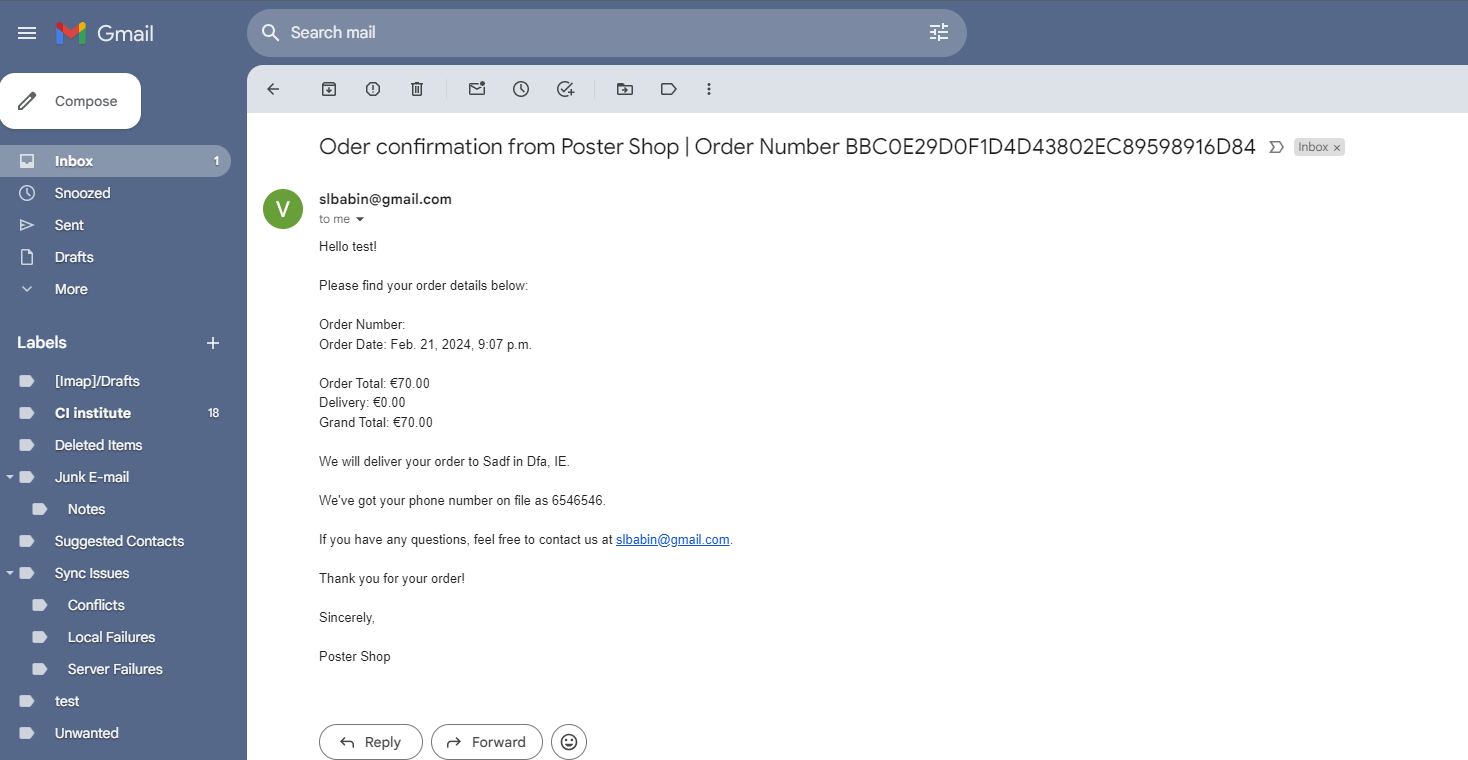 Gmail
Search mail
Compose
Inbox 1
Snoozed
Sent
Drafts
More
Labels
[Imap]/Drafts
CI institute 18
Deleted Items
Junk E-mail
Notes
Suggested Contacts
Sync Issues
Conflicts
Local Failures
Server Failures
test
Unwanted
Oder confirmation from Poster Shop | Order Number BBC0E29D0F1D4D43802EC89598916D84 Inbox ×
V
slbabin@gmail.com
to me
Hello test!
Please find your order details below:
Order Number:
Order Date: Feb. 21, 2024, 9:07 p.m.
Order Total: €70.00
Delivery: €0.00
Grand Total: €70.00
We will deliver your order to Sadf in Dfa, IE.
We've got your phone number on file as 6546546.
If you have any questions, feel free to contact us at slbabin@gmail.com.
Thank you for your order!
Sincerely,
Poster Shop
Reply Forward